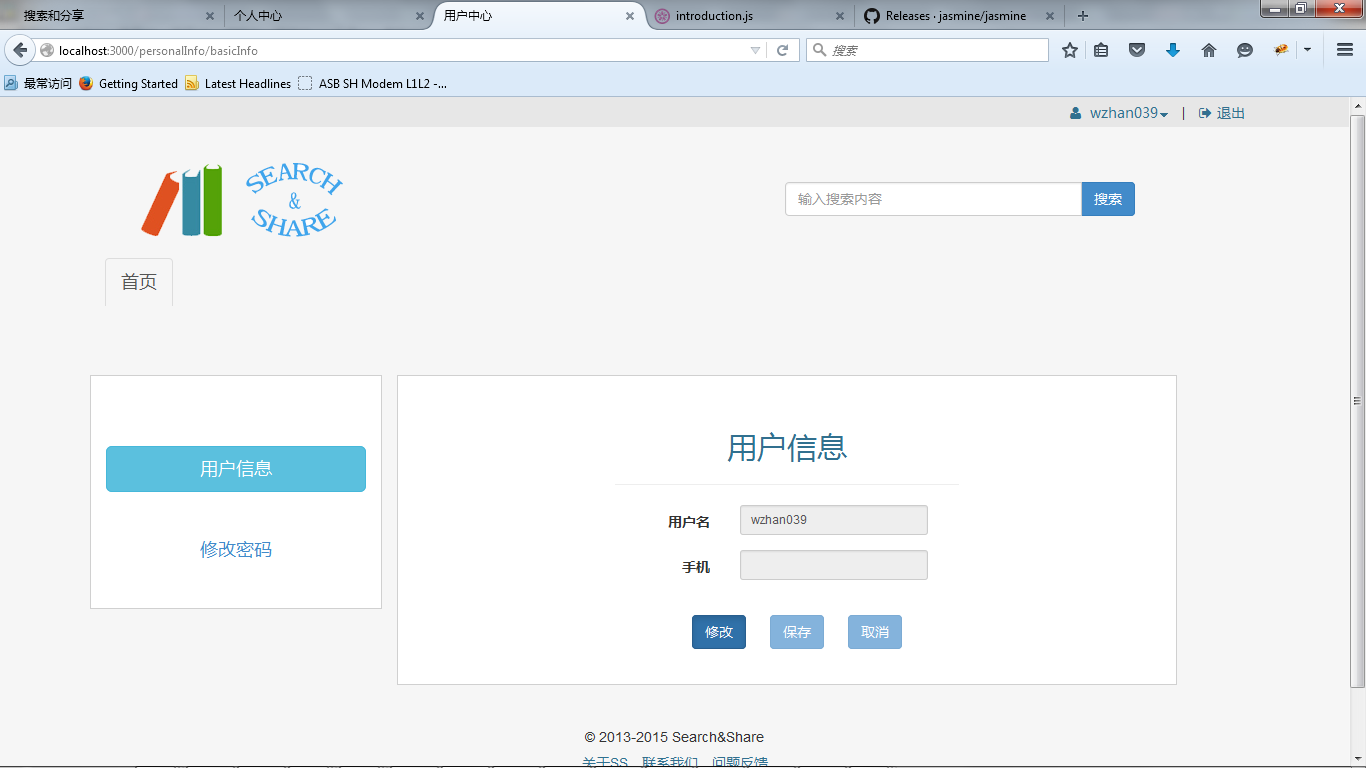 搜索和分享 个人中心 用户中心 introduction.js Releases · jasmine/jasmine
localhost:3000/personalInfo/basicInfo 搜索
最常访问 Getting Started Latest Headlines ASB SH Modem L1L2 -...
wzhan039 | 退出
SEARCH
&
SHARE
输入搜索内容 搜索
首页
用户信息
修改密码
用户信息
用户名 wzhan039
手机
修改 保存 取消
© 2013-2015 Search&Share
关于SS 联系我们 问题反馈